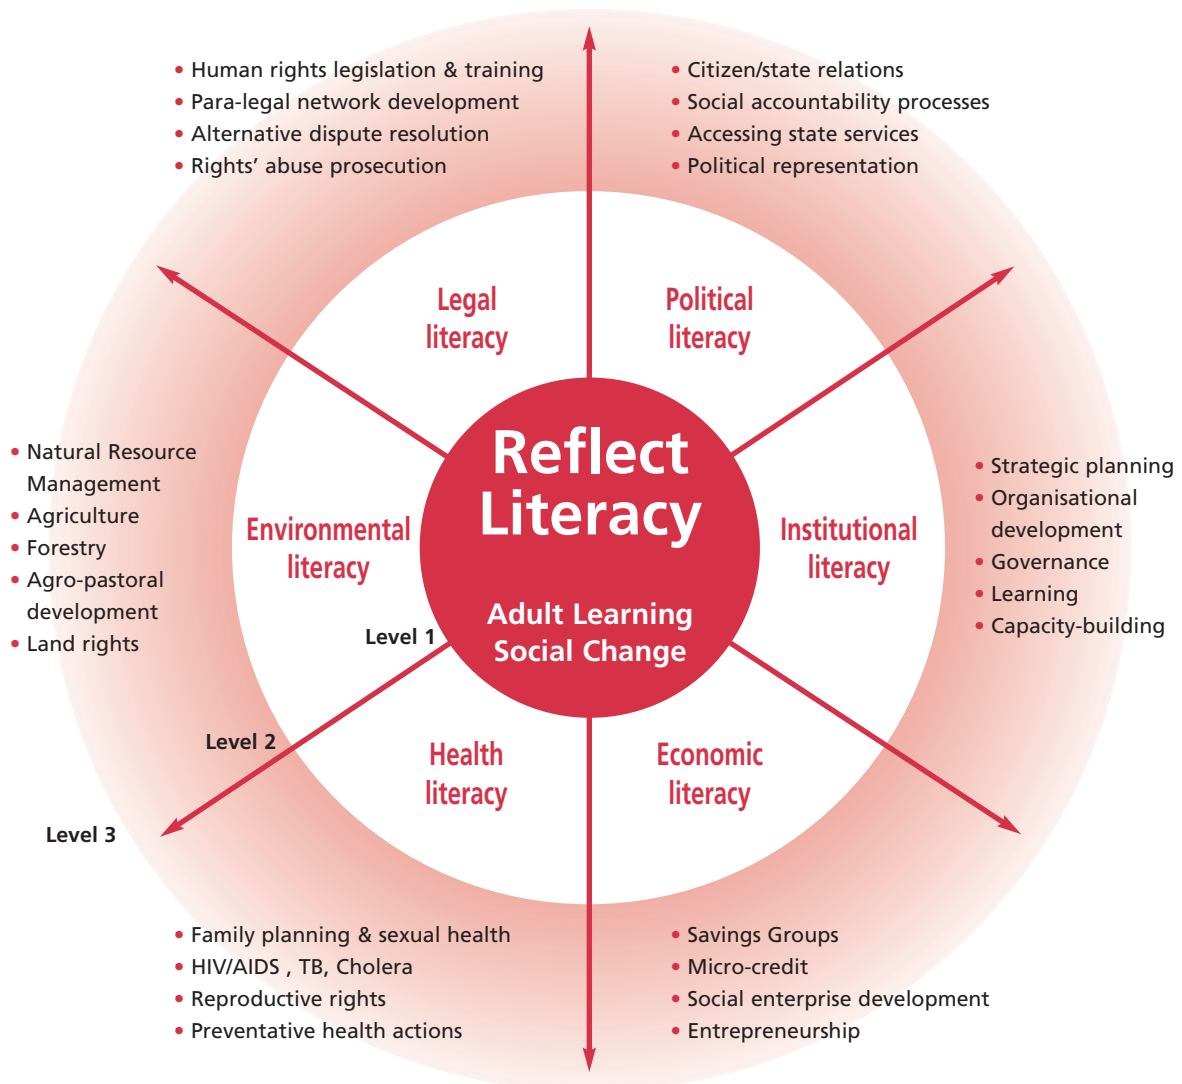 • Human rights legislation & training
• Para-legal network development
• Alternative dispute resolution
• Rights’ abuse prosecution
• Citizen/state relations
• Social accountability processes
• Accessing state services
• Political representation
Legal
literacy
Political
literacy
Reflect
Literacy
Adult Learning
Social Change
• Natural Resource
Management
• Agriculture
• Forestry
• Agro-pastoral
development
• Land rights
Environmental
literacy
Institutional
literacy
• Strategic planning
• Organisational
development
• Governance
• Learning
• Capacity-building
Level 1
Level 2
Level 3
Health
literacy
Economic
literacy
• Family planning & sexual health
• HIV/AIDS , TB, Cholera
• Reproductive rights
• Preventative health actions
• Savings Groups
• Micro-credit
• Social enterprise development
• Entrepreneurship